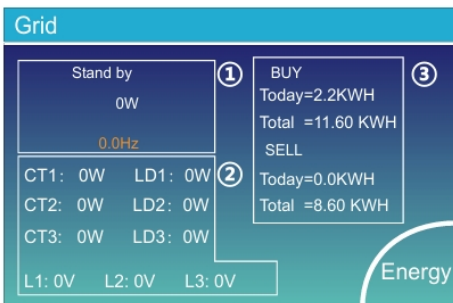 Grid
Stand by
0W
0.0Hz
①
CT1: 0W LD1: 0W
CT2: 0W LD2: 0W
CT3: 0W LD3: 0W
L1: 0V L2: 0V L3: 0V
②
BUY
Today=2.2KWH
Total =11.60 KWH
SELL
Today=0.0KWH
Total =8.60 KWH
③
Energy